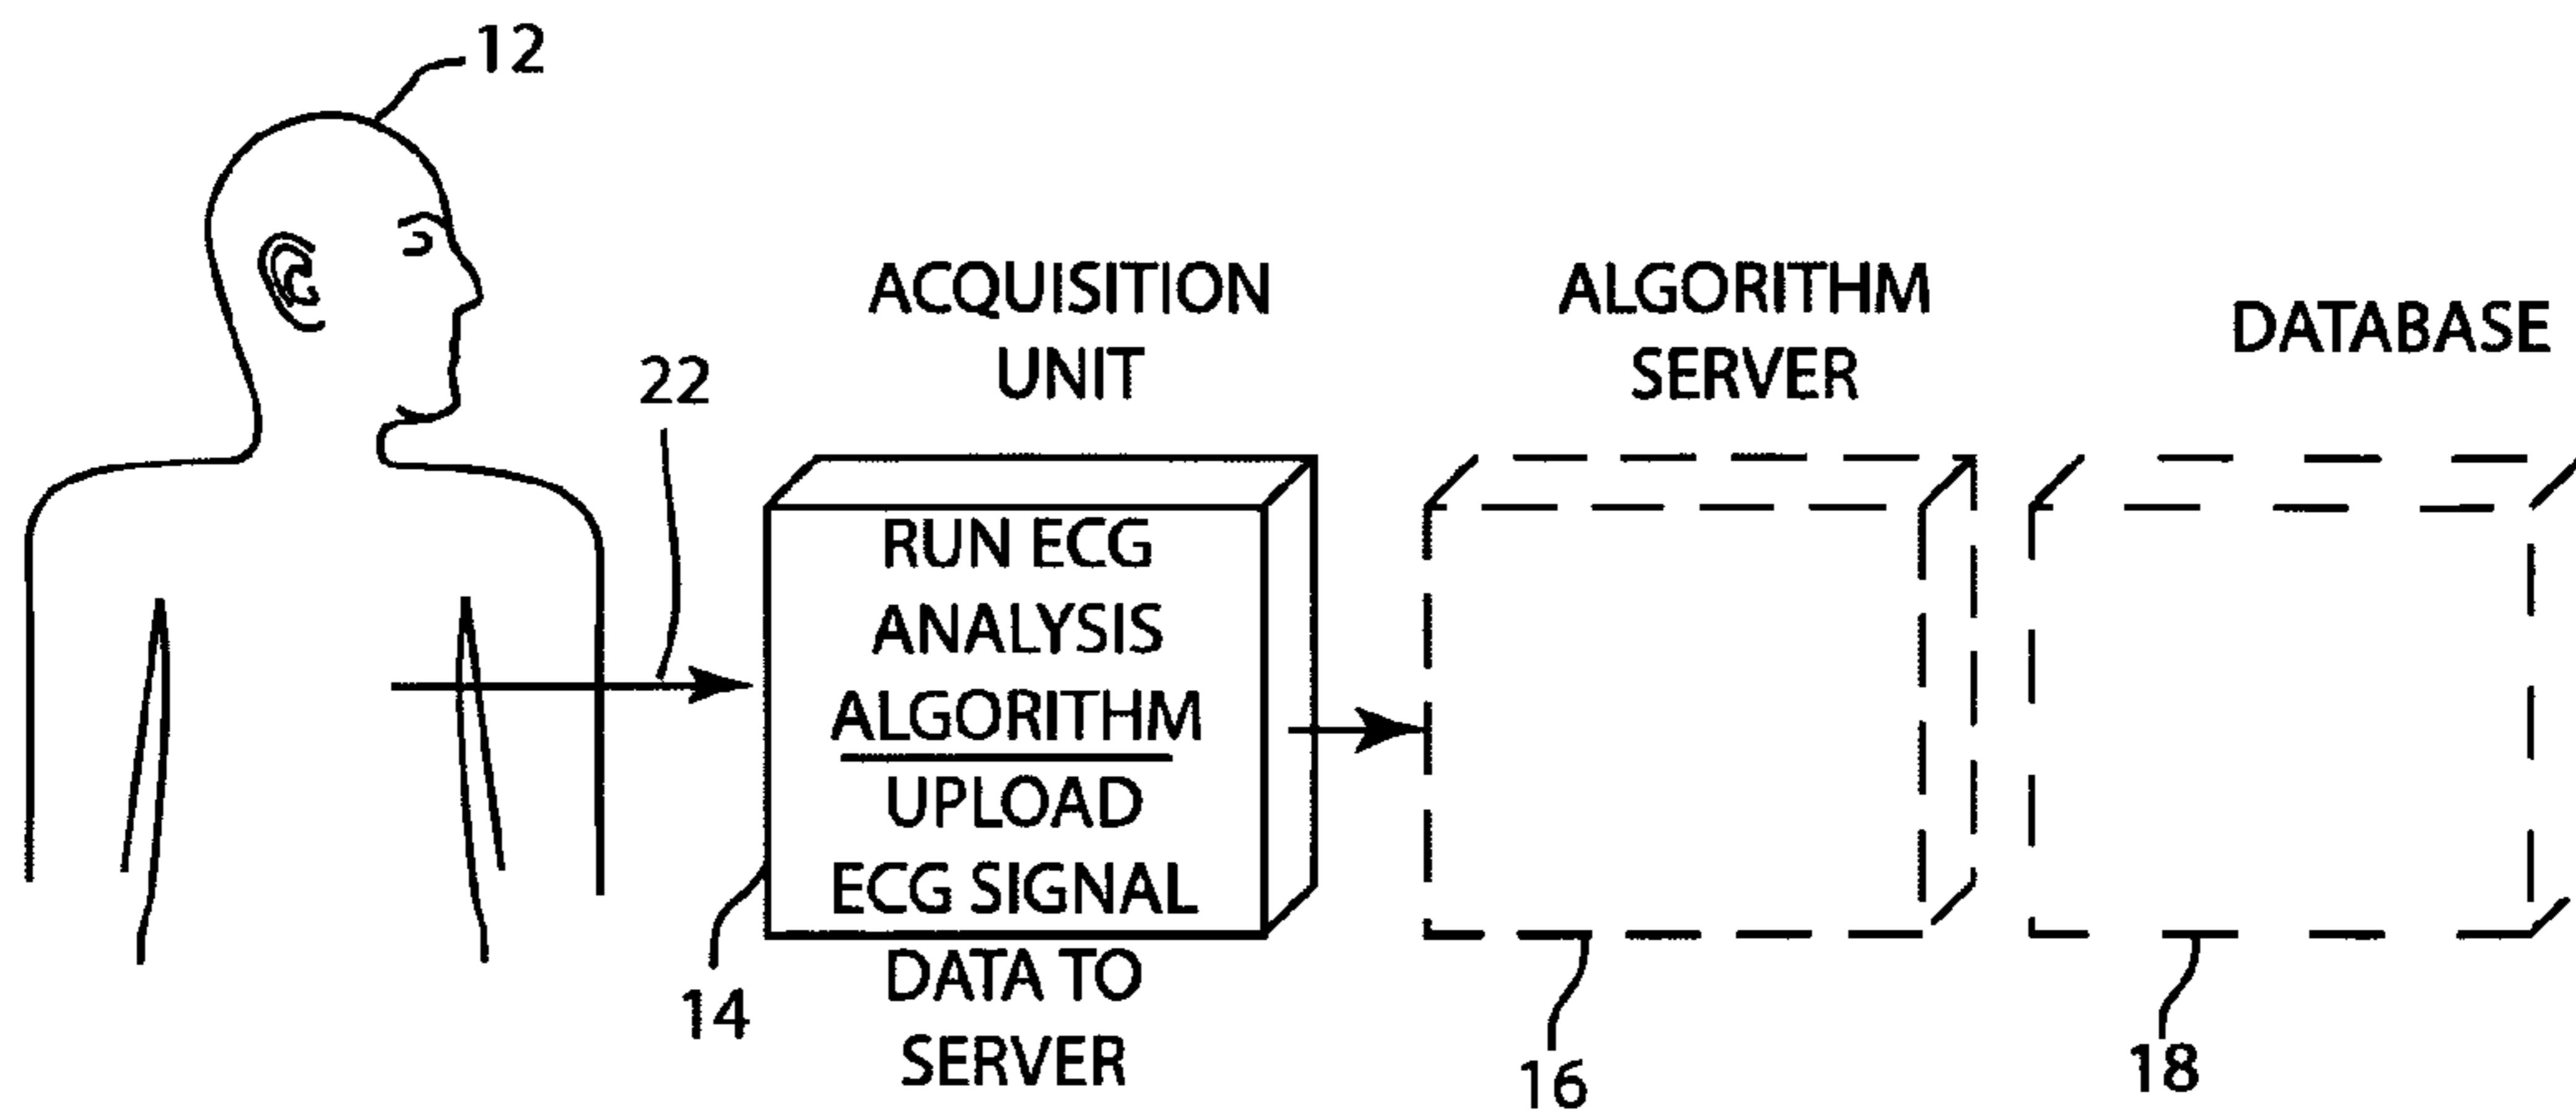 12
22
ACQUISITION
UNIT
ALGORITHM
SERVER
DATABASE
RUN ECG
ANALYSIS
ALGORITHM
UPLOAD
ECG SIGNAL
DATA TO
SERVER
14
16
18